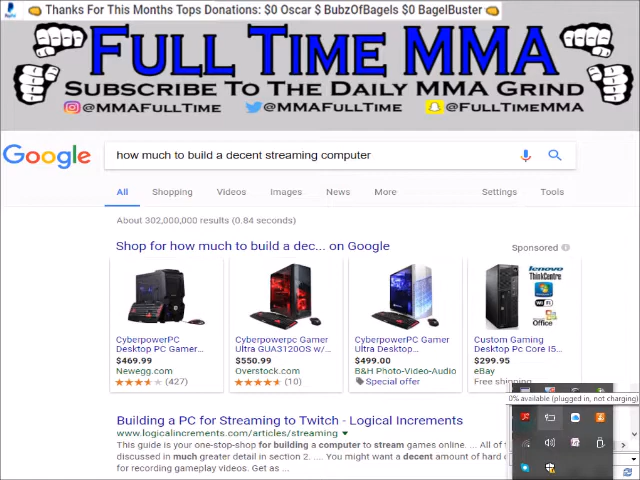 PayPal
Thanks For This Months Tops Donations: $0 Oscar $ BubzOfBagels $0 BagelBuster
FULL TIME MMA
SUBSCRIBE TO THE DAILY MMA GRIND
@MMAFULLTIME @MMAFULLTIME @FULLTIMEMMA
Google
how much to build a decent streaming computer
All Shopping Videos Images News More Settings Tools
About 302,000,000 results (0.84 seconds)
Shop for how much to build a dec... on Google
Sponsored
CyberpowerPC
Desktop PC Gamer...
$469.99
Newegg.com
(427)
Cyberpowerpc Gamer
Ultra GUA3120OS w/...
$550.99
Overstock.com
(10)
CyberpowerPC Gamer
Ultra Desktop...
$499.00
B&H Photo-Video-Audio
Special offer
lenovo
ThinkCentre
WiFi
Office
Custom Gaming
Desktop Pc Core I5...
$299.95
eBay
Free shipping
0% available (plugged in, not charging)
Building a PC for Streaming to Twitch - Logical Increments
www.logicalincrements.com/articles/streaming
This guide is your one-stop-shop for building a computer to stream games online. ... All of
discussed in much greater detail in section 2. ... You might want a decent amount of hard
for recording gameplay videos. Get as ...